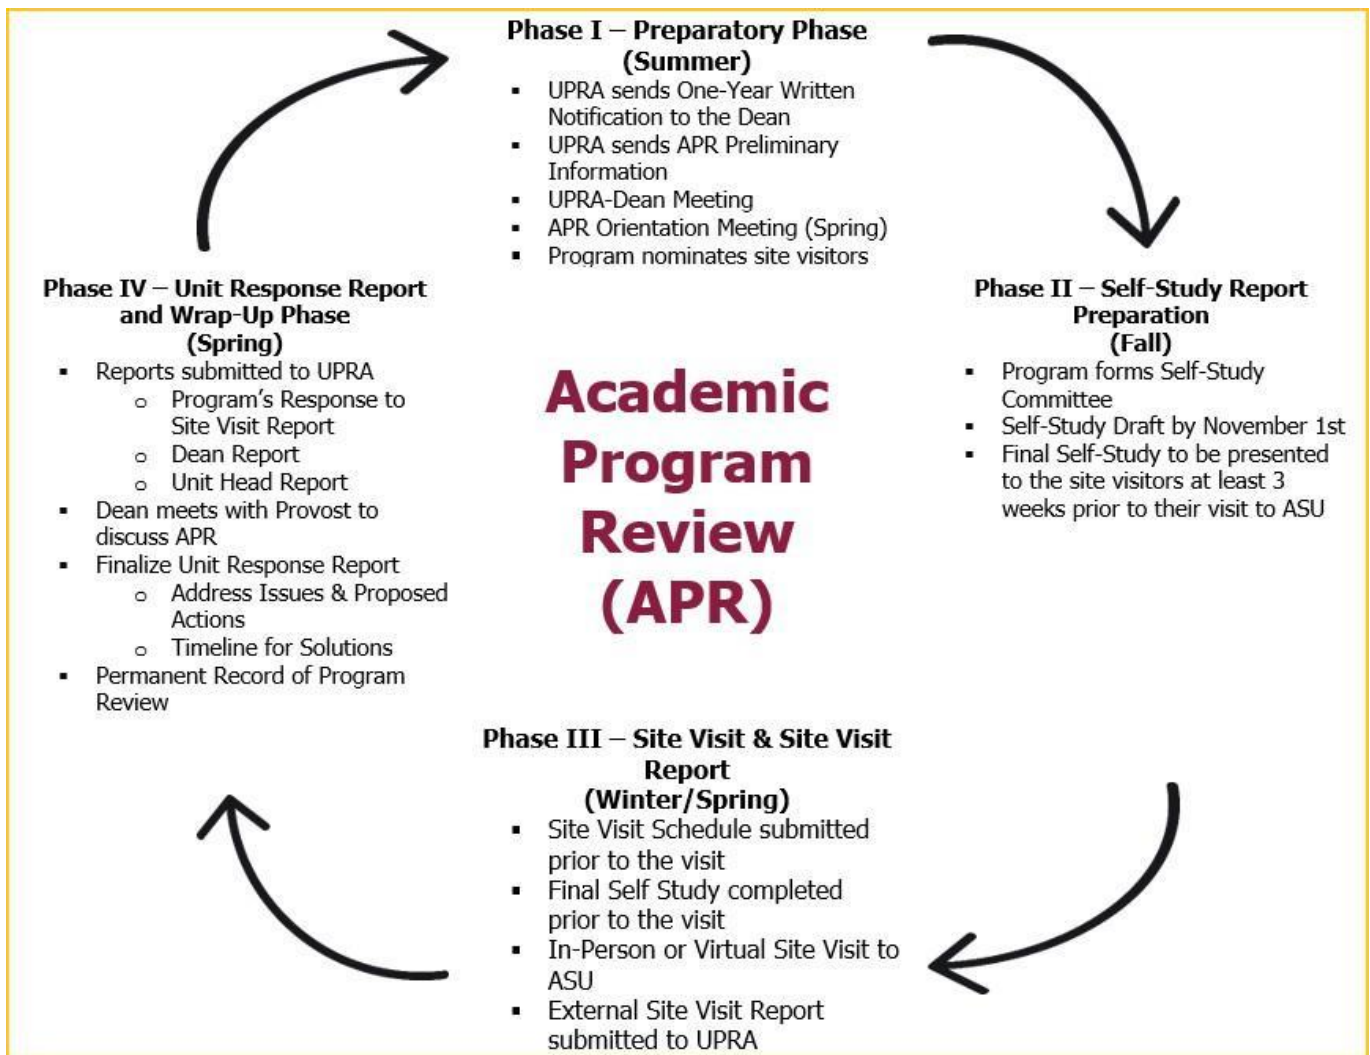 Phase I – Preparatory Phase
(Summer)
▪ UPRA sends One-Year Written
Notification to the Dean
▪ UPRA sends APR Preliminary
Information
▪ UPRA-Dean Meeting
▪ APR Orientation Meeting (Spring)
▪ Program nominates site visitors
Phase II – Self-Study Report
Preparation
(Fall)
▪ Program forms Self-Study
Committee
▪ Self-Study Draft by November 1st
▪ Final Self-Study to be presented
to the site visitors at least 3
weeks prior to their visit to ASU
Phase III – Site Visit & Site Visit
Report
(Winter/Spring)
▪ Site Visit Schedule submitted
prior to the visit
▪ Final Self Study completed
prior to the visit
▪ In-Person or Virtual Site Visit to
ASU
▪ External Site Visit Report
submitted to UPRA
Phase IV – Unit Response Report
and Wrap-Up Phase
(Spring)
▪ Reports submitted to UPRA
o Program’s Response to
Site Visit Report
o Dean Report
o Unit Head Report
▪ Dean meets with Provost to
discuss APR
▪ Finalize Unit Response Report
o Address Issues & Proposed
Actions
o Timeline for Solutions
▪ Permanent Record of Program
Review
Academic
Program
Review
(APR)